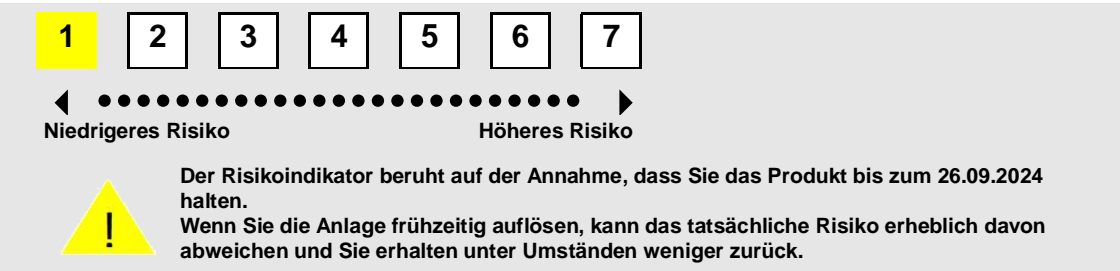 1 2 3 4 5 6 7
Niedrigeres Risiko Höheres Risiko
Der Risikoindikator beruht auf der Annahme, dass Sie das Produkt bis zum 26.09.2024
halten.
Wenn Sie die Anlage frühzeitig auflösen, kann das tatsächliche Risiko erheblich davon
abweichen und Sie erhalten unter Umständen weniger zurück.
!